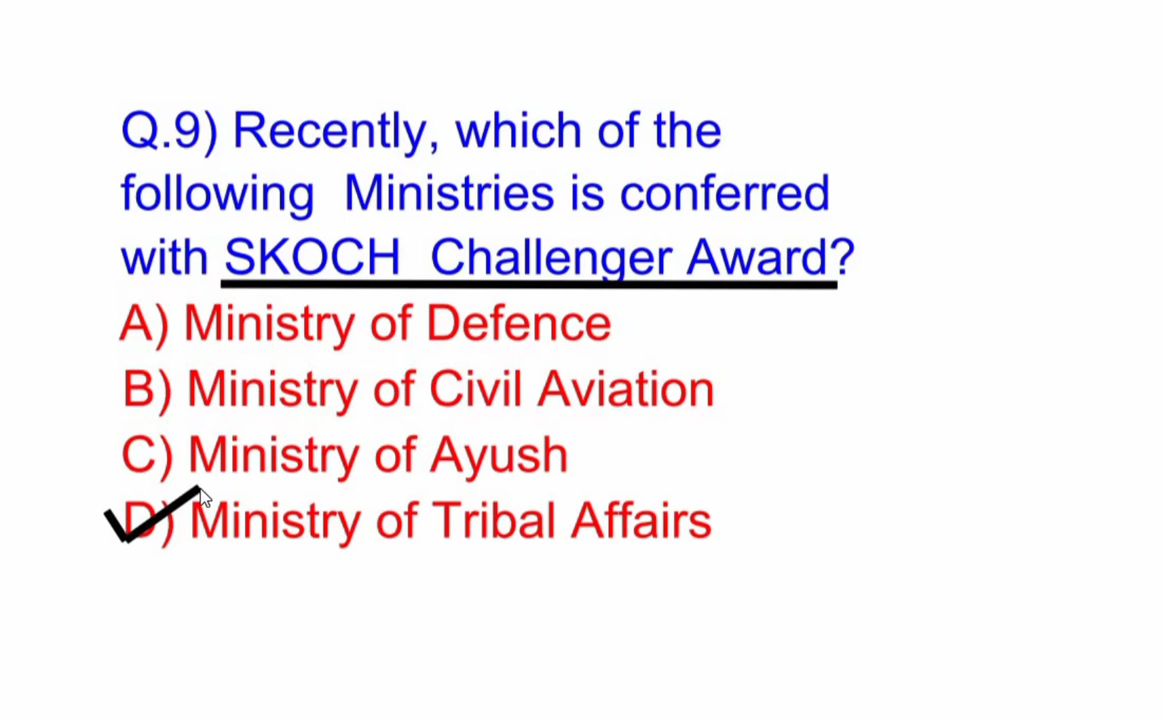 Q.9) Recently, which of the
following Ministries is conferred
with SKOCH Challenger Award?
A) Ministry of Defence
B) Ministry of Civil Aviation
C) Ministry of Ayush
D) Ministry of Tribal Affairs